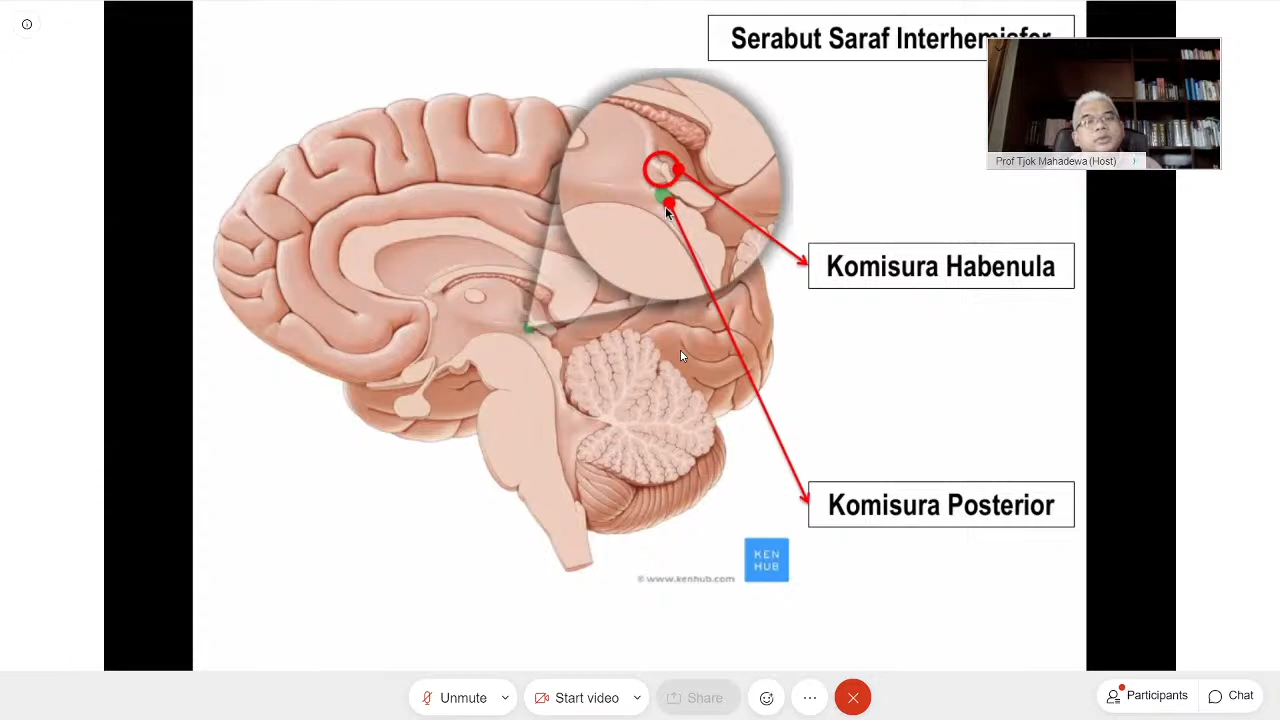 Serabut Saraf Interhemisfer
Prof Tjok Mahadewa (Host)
Komisura Habenula
Komisura Posterior
KEN
HUB
© www.kenhub.com
Unmute
Start video
Share
Participants
Chat